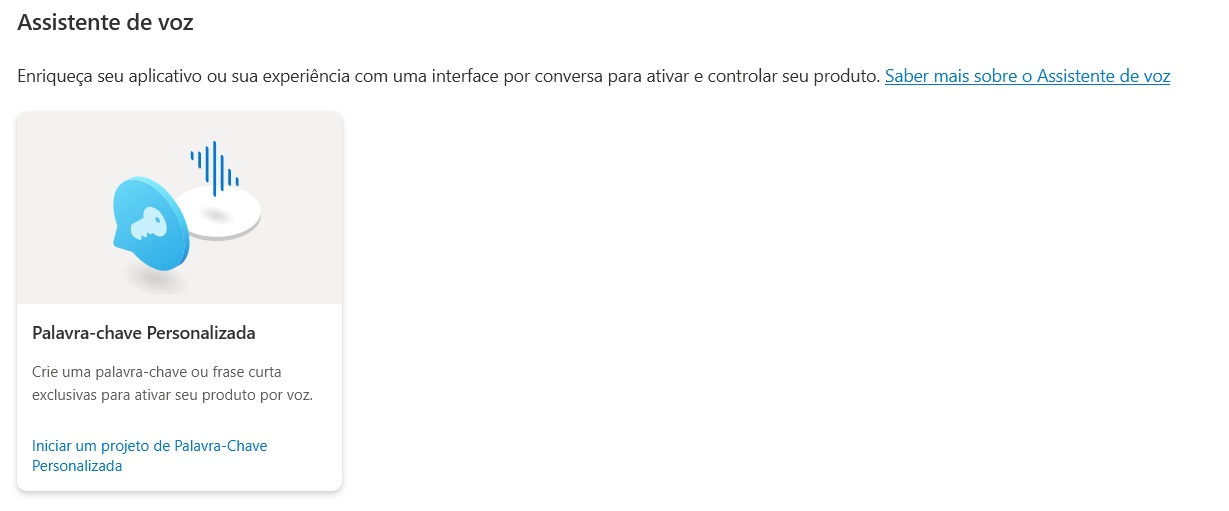 Assistente de voz
Enriqueça seu aplicativo ou sua experiência com uma interface por conversa para ativar e controlar seu produto. Saber mais sobre o Assistente de voz
Palavra-chave Personalizada
Crie uma palavra-chave ou frase curta
exclusivas para ativar seu produto por voz.
Iniciar um projeto de Palavra-Chave
Personalizada